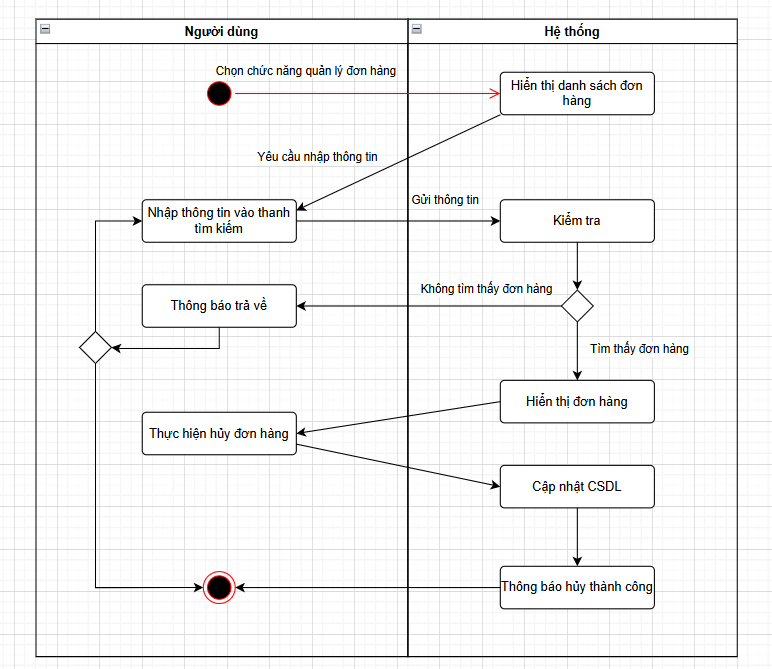 Người dùng
Hệ thống
Chọn chức năng quản lý đơn hàng
Hiển thị danh sách đơn
hàng
Yêu cầu nhập thông tin
Nhập thông tin vào thanh
tìm kiếm
Gửi thông tin
Kiểm tra
Không tìm thấy đơn hàng
Thông báo trả về
Tìm thấy đơn hàng
Hiển thị đơn hàng
Thực hiện hủy đơn hàng
Cập nhật CSDL
Thông báo hủy thành công